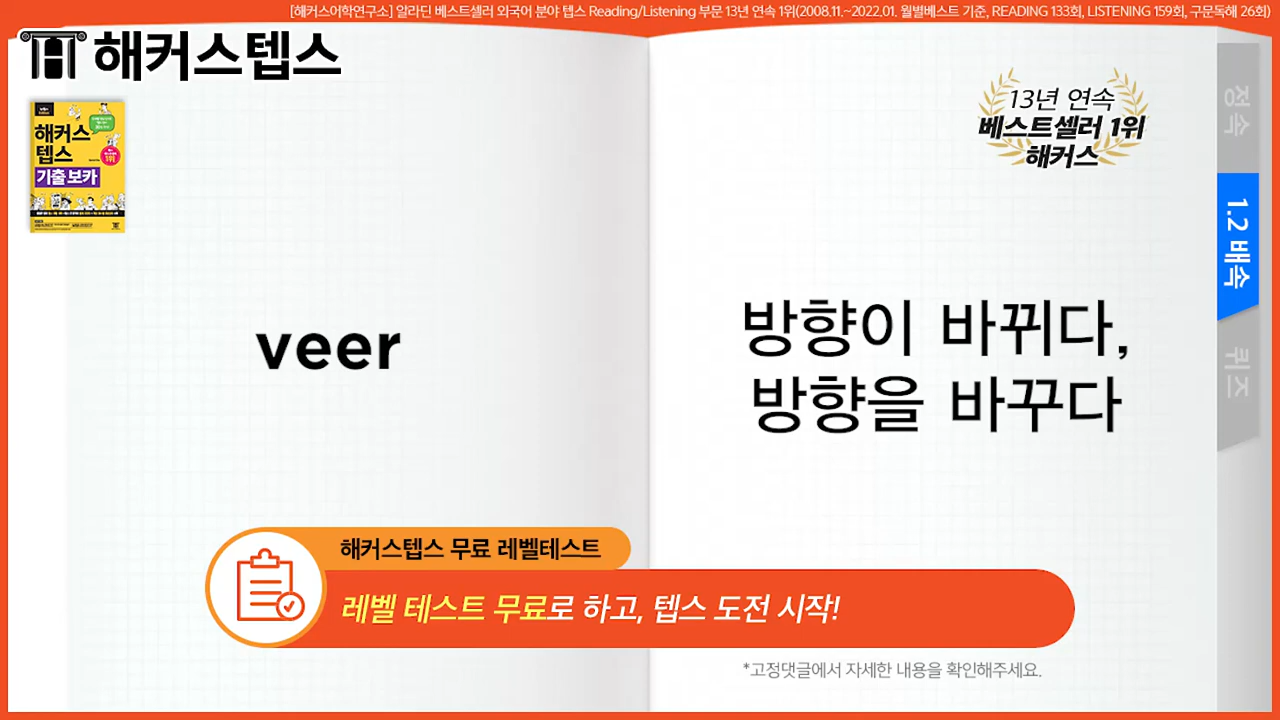 [해커스어학연구소] 알라딘 베스트셀러 외국어 분야 텝스 Reading/Listening 부문 13년 연속 1위(2008.11.~2022.01. 월별베스트 기준, READING 133회, LISTENING 159회, 구문독해 26회)
해커스텝스
해커스
텝스
기출 보카
13년 연속
베스트셀러 1위
해커스
정속
1.2 배속
퀴즈
veer
방향이 바뀌다,
방향을 바꾸다
해커스텝스 무료 레벨테스트
레벨 테스트 무료로 하고, 텝스 도전 시작!
*고정댓글에서 자세한 내용을 확인해주세요.